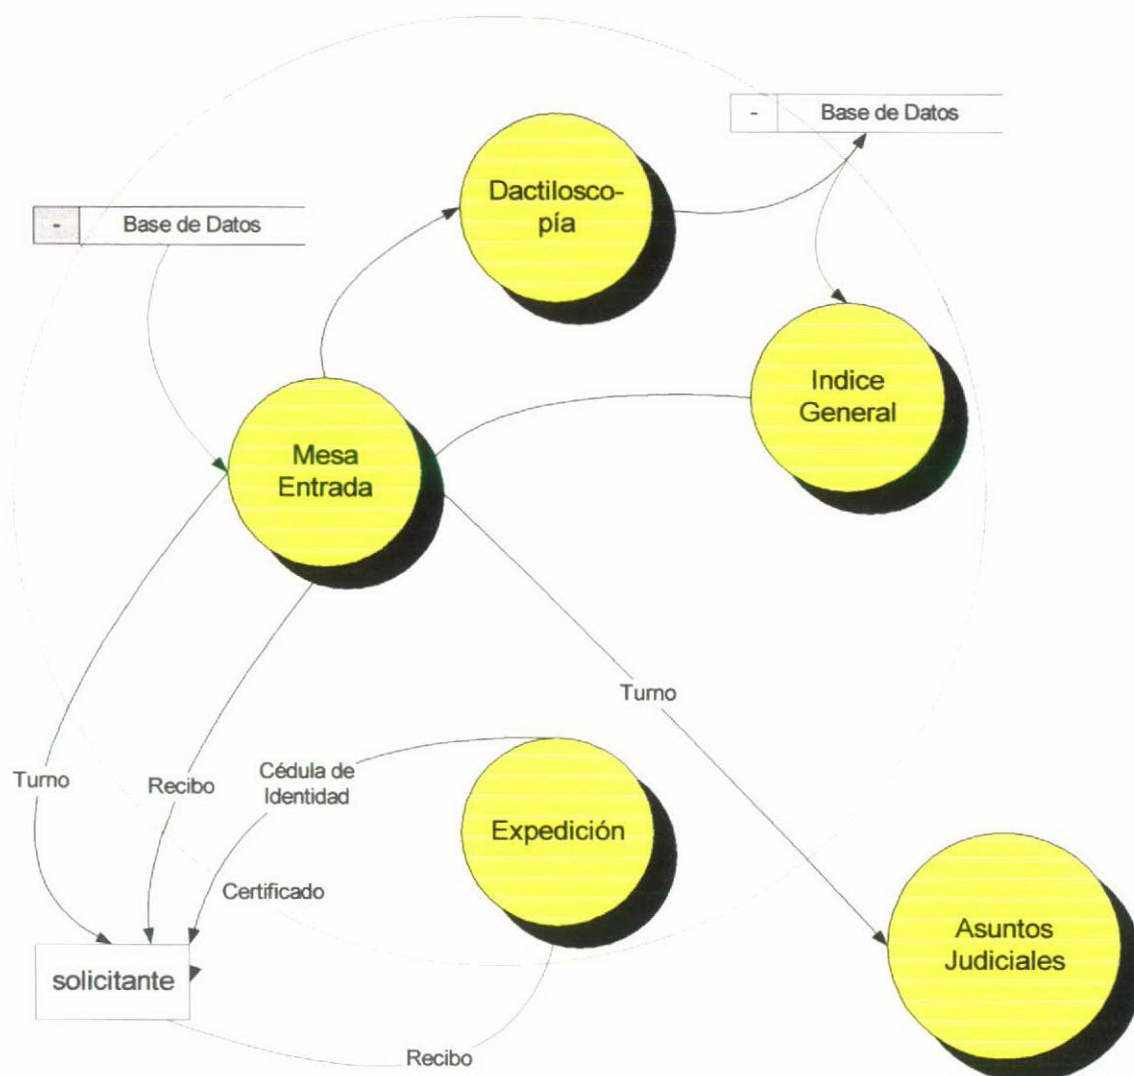 - Base de Datos
Dactilosco-
pía
- Base de Datos
Indice
General
Mesa
Entrada
Turno
Turno
Recibo
Cédula de
Identidad
Expedición
Certificado
Asuntos
Judiciales
solicitante
Recibo